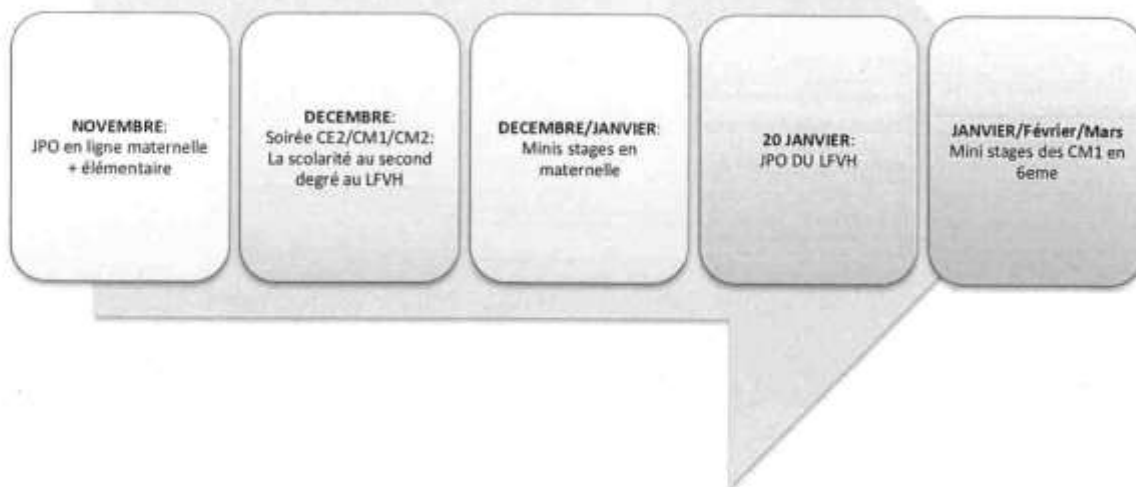 NOVEMBRE:
JPO en ligne maternelle
+ élémentaire
DECEMBRE:
Soirée CE2/CM1/CM2:
La scolarité au second
degré au LFVH
DECEMBRE/JANVIER:
Minis stages en
maternelle
20 JANVIER:
JPO DU LFVH
JANVIER/Février/Mars
Mini stages des CM1 en
6eme